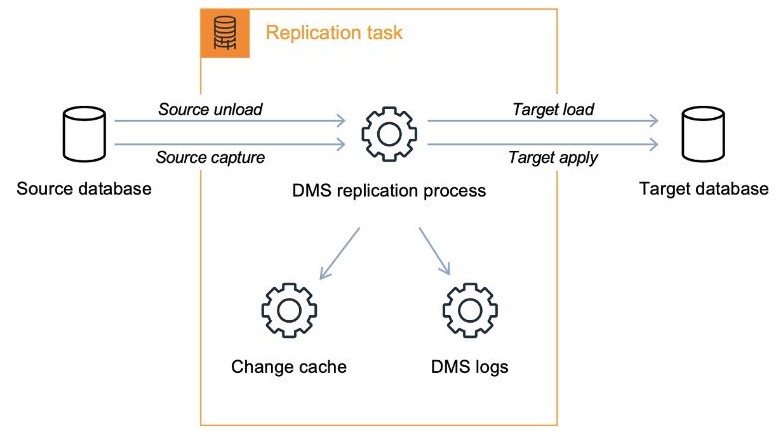 Replication task
Source unload
Target load
Source capture
Target apply
Source database
DMS replication process
Target database
Change cache
DMS logs